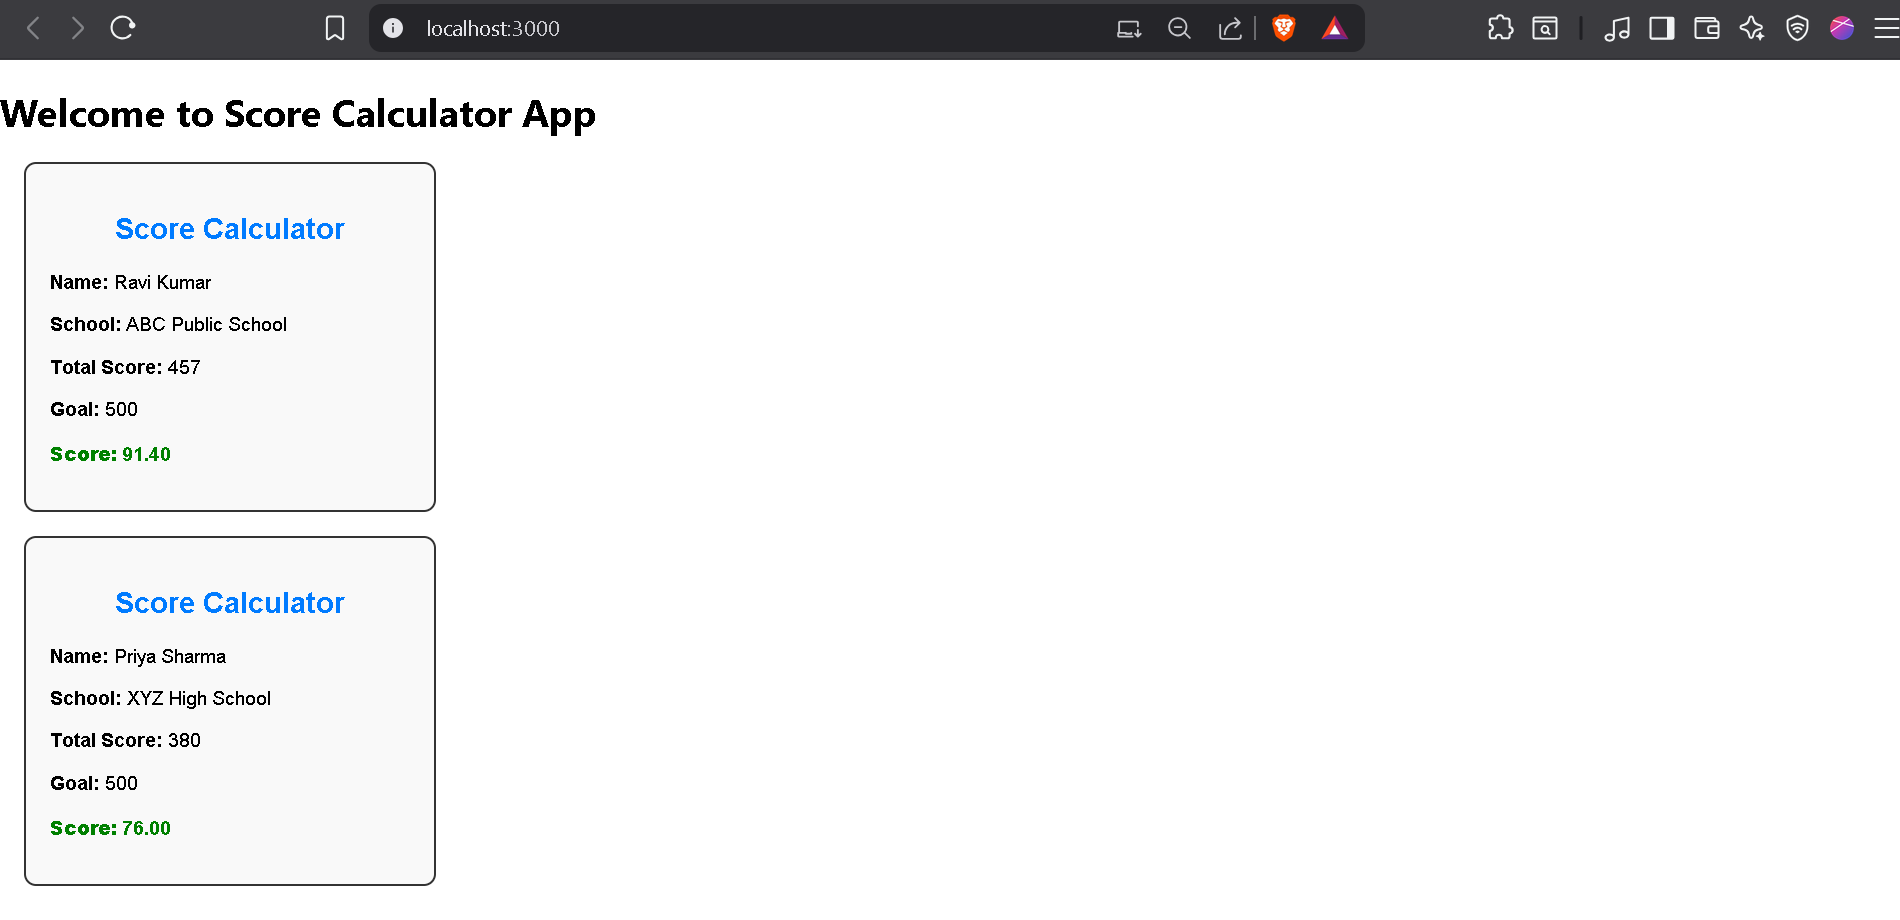 localhost:3000
Welcome to Score Calculator App
Score Calculator
Name: Ravi Kumar
School: ABC Public School
Total Score: 457
Goal: 500
Score: 91.40
Score Calculator
Name: Priya Sharma
School: XYZ High School
Total Score: 380
Goal: 500
Score: 76.00